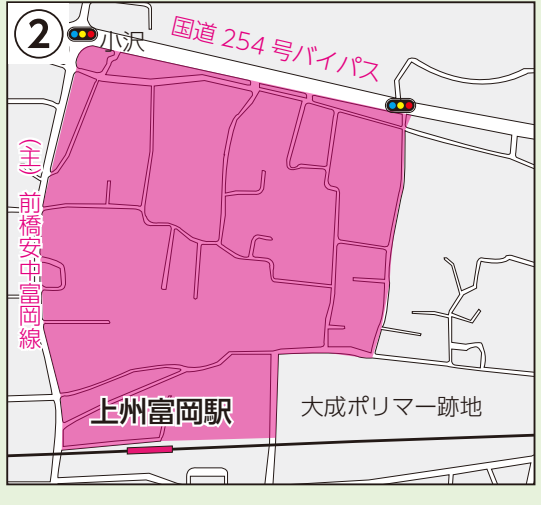 ②
小沢
国道 254 号バイパス
(主) 前橋安中富岡線
上州富岡駅
大成ポリマー跡地